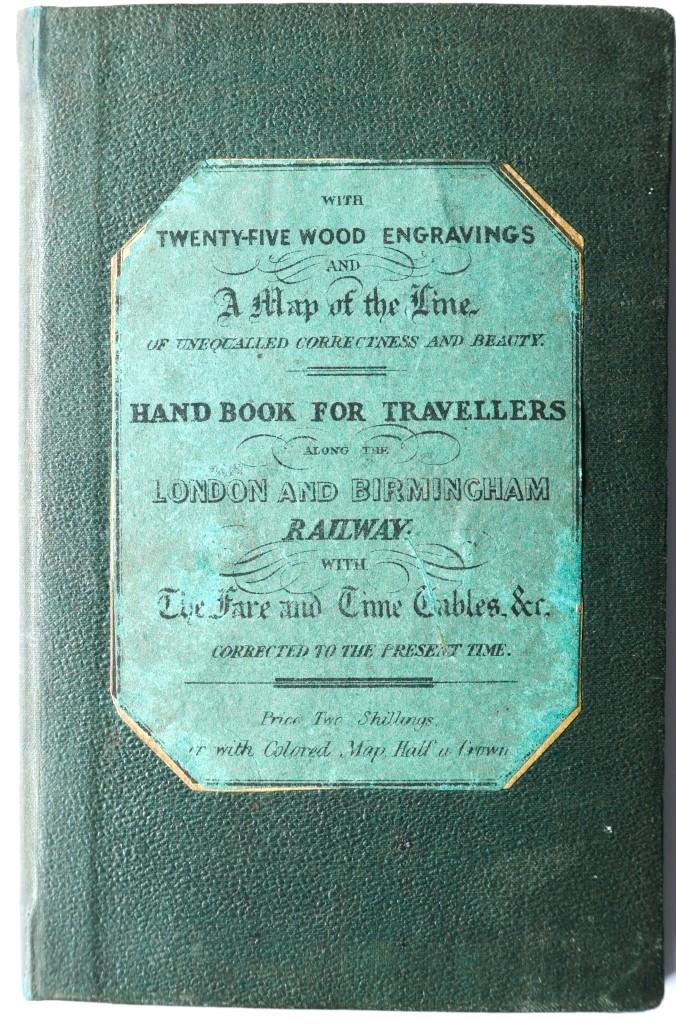 WITH
TWENTY-FIVE WOOD ENGRAVINGS
AND
A Map of the Line,
OF UNEQUALLED CORRECTNESS AND BEAUTY.
HAND BOOK FOR TRAVELLERS
ALONG THE
LONDON AND BIRMINGHAM
RAILWAY.
WITH
The Fare and Time Tables, &c.
CORRECTED TO THE PRESENT TIME.
Price Two Shillings,
or with Colored Map Half a Crown